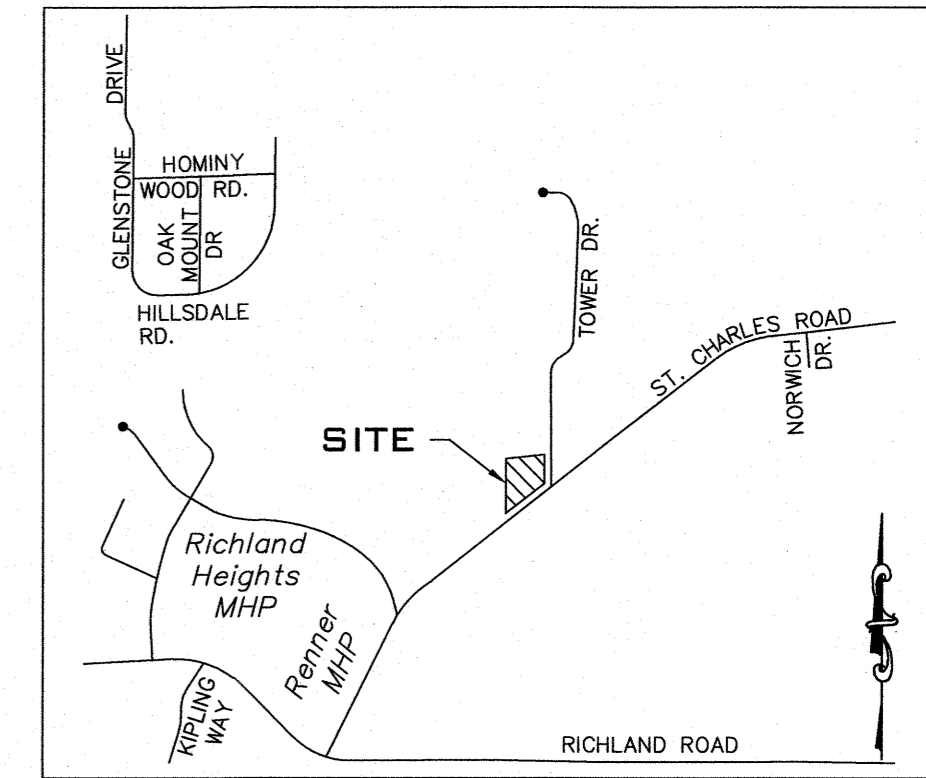 GLENSTONE DRIVE
HOMINY
WOOD RD.
OAK
MOUNT
DR
HILLSDALE
RD.
TOWER DR.
ST. CHARLES ROAD
NORWICH
DR.
SITE
Richland
Heights
MHP
Renner
MHP
KIPLING
WAY
RICHLAND ROAD